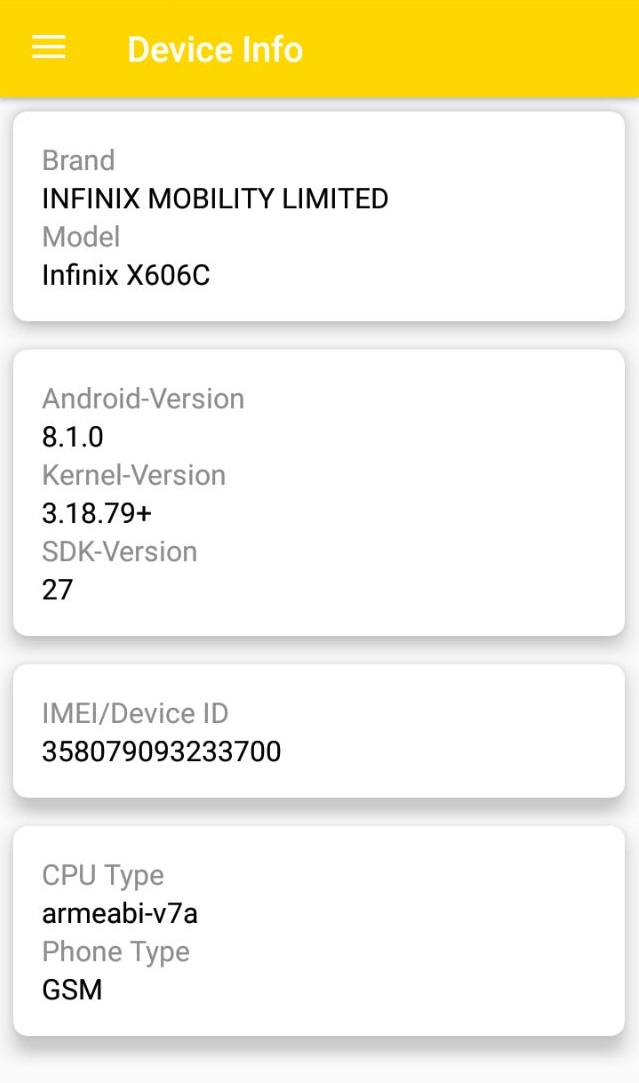 Device Info
Brand
INFINIX MOBILITY LIMITED
Model
Infinix X606C
Android-Version
8.1.0
Kernel-Version
3.18.79+
SDK-Version
27
IMEI/Device ID
358079093233700
CPU Type
armeabi-v7a
Phone Type
GSM